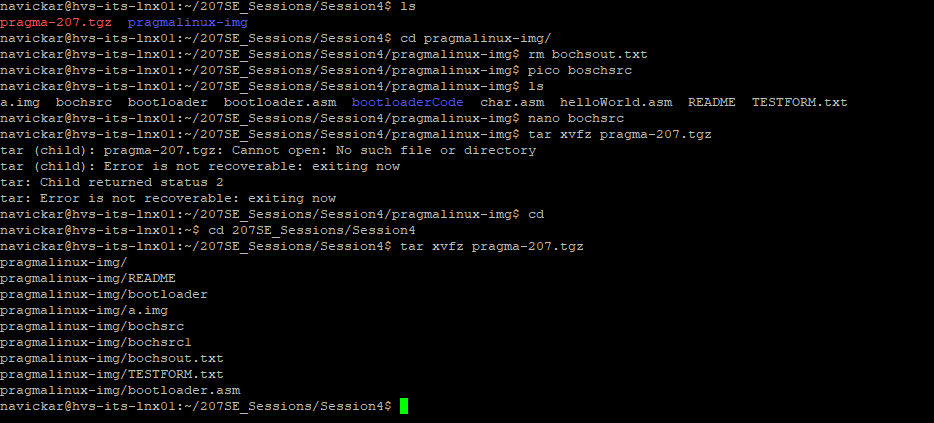 navickar@hvs-its-lnx01:~/207SE_Sessions/Session4$ ls
pragma-207.tgz  pragmalinux-img
navickar@hvs-its-lnx01:~/207SE_Sessions/Session4$ cd pragmalinux-img/
navickar@hvs-its-lnx01:~/207SE_Sessions/Session4/pragmalinux-img$ rm bochsout.txt
navickar@hvs-its-lnx01:~/207SE_Sessions/Session4/pragmalinux-img$ pico boschsrc
navickar@hvs-its-lnx01:~/207SE_Sessions/Session4/pragmalinux-img$ ls
a.img  bochsrc  bootloader  bootloader.asm  bootloaderCode  char.asm  helloWorld.asm  README  TESTFORM.txt
navickar@hvs-its-lnx01:~/207SE_Sessions/Session4/pragmalinux-img$ nano bochsrc
navickar@hvs-its-lnx01:~/207SE_Sessions/Session4/pragmalinux-img$ tar xvfz pragma-207.tgz
tar (child): pragma-207.tgz: Cannot open: No such file or directory
tar (child): Error is not recoverable: exiting now
tar: Child returned status 2
tar: Error is not recoverable: exiting now
navickar@hvs-its-lnx01:~/207SE_Sessions/Session4/pragmalinux-img$ cd
navickar@hvs-its-lnx01:~$ cd 207SE_Sessions/Session4
navickar@hvs-its-lnx01:~/207SE_Sessions/Session4$ tar xvfz pragma-207.tgz
pragmalinux-img/
pragmalinux-img/README
pragmalinux-img/bootloader
pragmalinux-img/a.img
pragmalinux-img/bochsrc
pragmalinux-img/bochsrc1
pragmalinux-img/bochsout.txt
pragmalinux-img/TESTFORM.txt
pragmalinux-img/bootloader.asm
navickar@hvs-its-lnx01:~/207SE_Sessions/Session4$